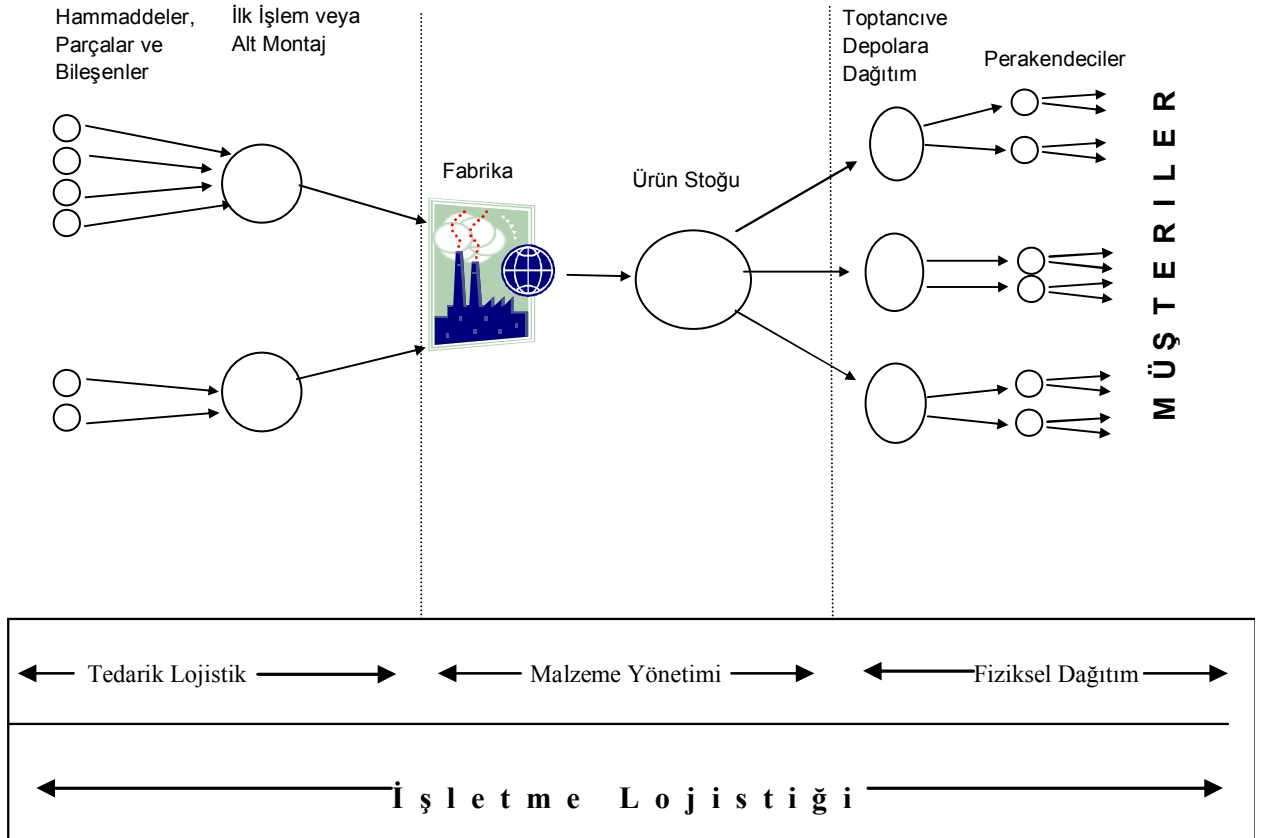 Hammaddeler,
Parçalar ve
Bileşenler
İlk İşlem veya
Alt Montaj
Toptancıve
Depolara
Dağıtım
Perakendeciler
Fabrika
Ürün Stoğu
MÜŞTERILER
Tedarik Lojistik
Malzeme Yönetimi
Fiziksel Dağıtım
İşletme Lojistiği